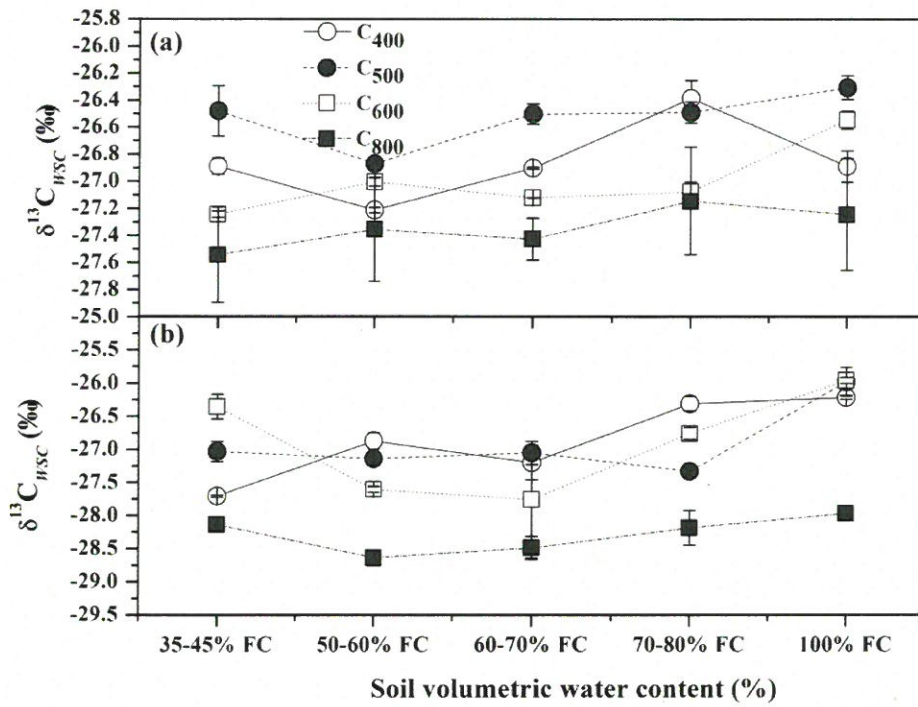 (a)
C400
C500
C600
C800
-25.8
-26.0
-26.2
-26.4
-26.6
-26.8
-27.0
-27.2
-27.4
-27.6
-27.8
δ13CWSC (‰)
(b)
-25.0
-25.5
-26.0
-26.5
-27.0
-27.5
-28.0
-28.5
-29.0
-29.5
δ13CWSC (‰)
35-45% FC 50-60% FC 60-70% FC 70-80% FC 100% FC
Soil volumetric water content (%)